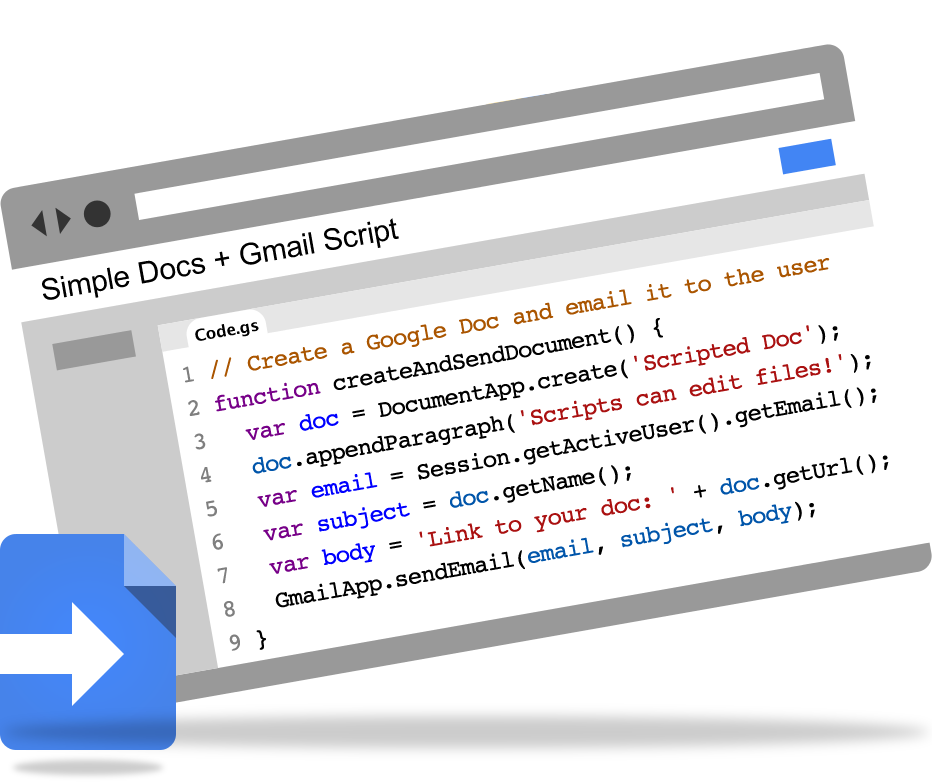 Simple Docs + Gmail Script
Code.gs
1 // Create a Google Doc and email it to the user
2 function createAndSendDocument() {
3 var doc = DocumentApp.create('Scripted Doc');
4 doc.appendParagraph('Scripts can edit files!');
5 var email = Session.getActiveUser().getEmail();
6 var subject = doc.getName();
7 var body = 'Link to your doc: ' + doc.getUrl();
8 GmailApp.sendEmail(email, subject, body);
9 }